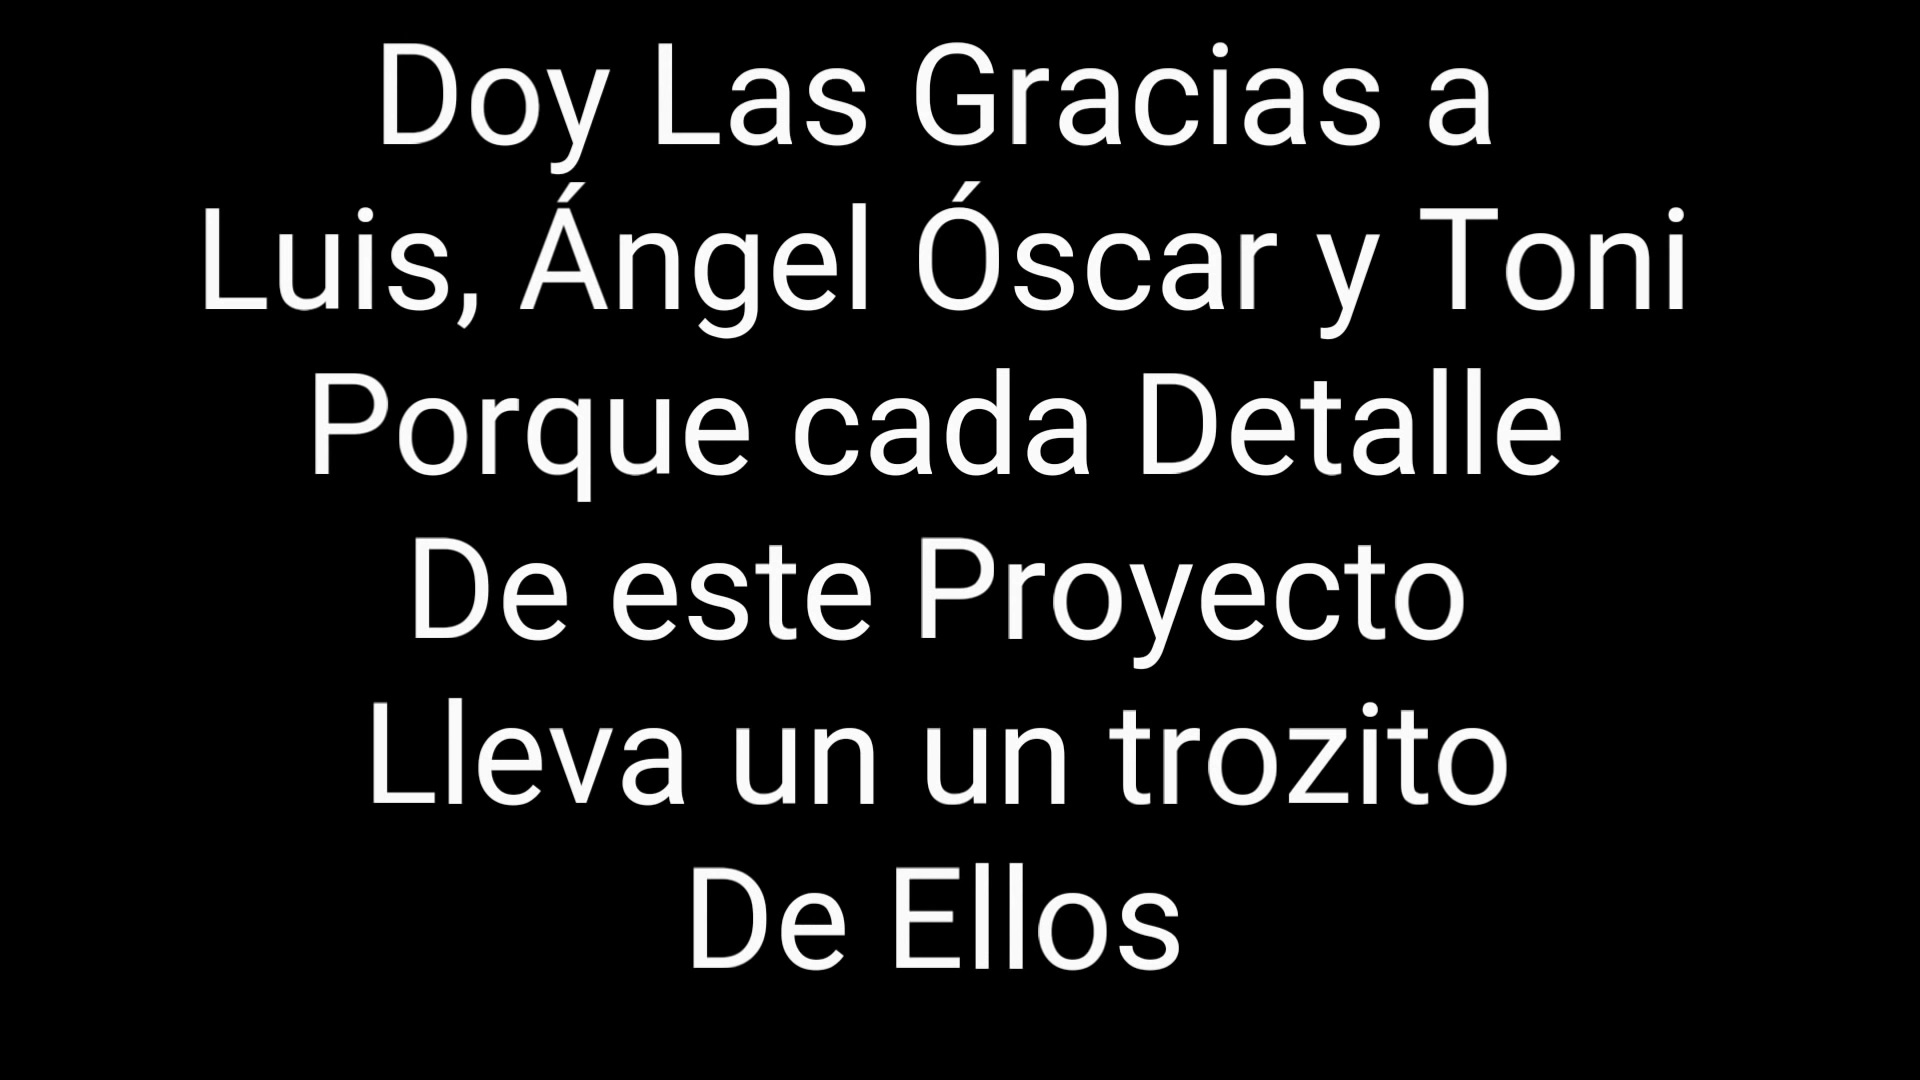 Doy Las Gracias a
Luis, Ángel Óscar y Toni
Porque cada Detalle
De este Proyecto
Lleva un un trozito
De Ellos